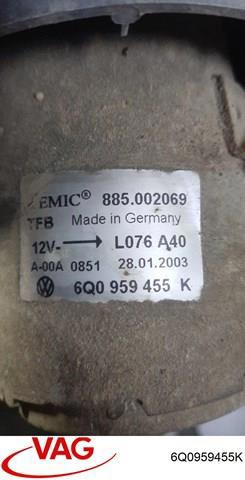 EMIC® 885.002069
TFB Made in Germany
12V- → L076 A40
A-00A 0851 28.01.2003
6Q0 959 455 K
VAG 6Q0959455K